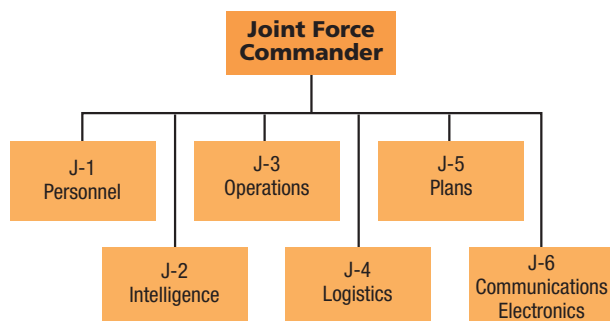 Joint Force
Commander
J-1
Personnel
J-3
Operations
J-5
Plans
J-2
Intelligence
J-4
Logistics
J-6
Communications
Electronics